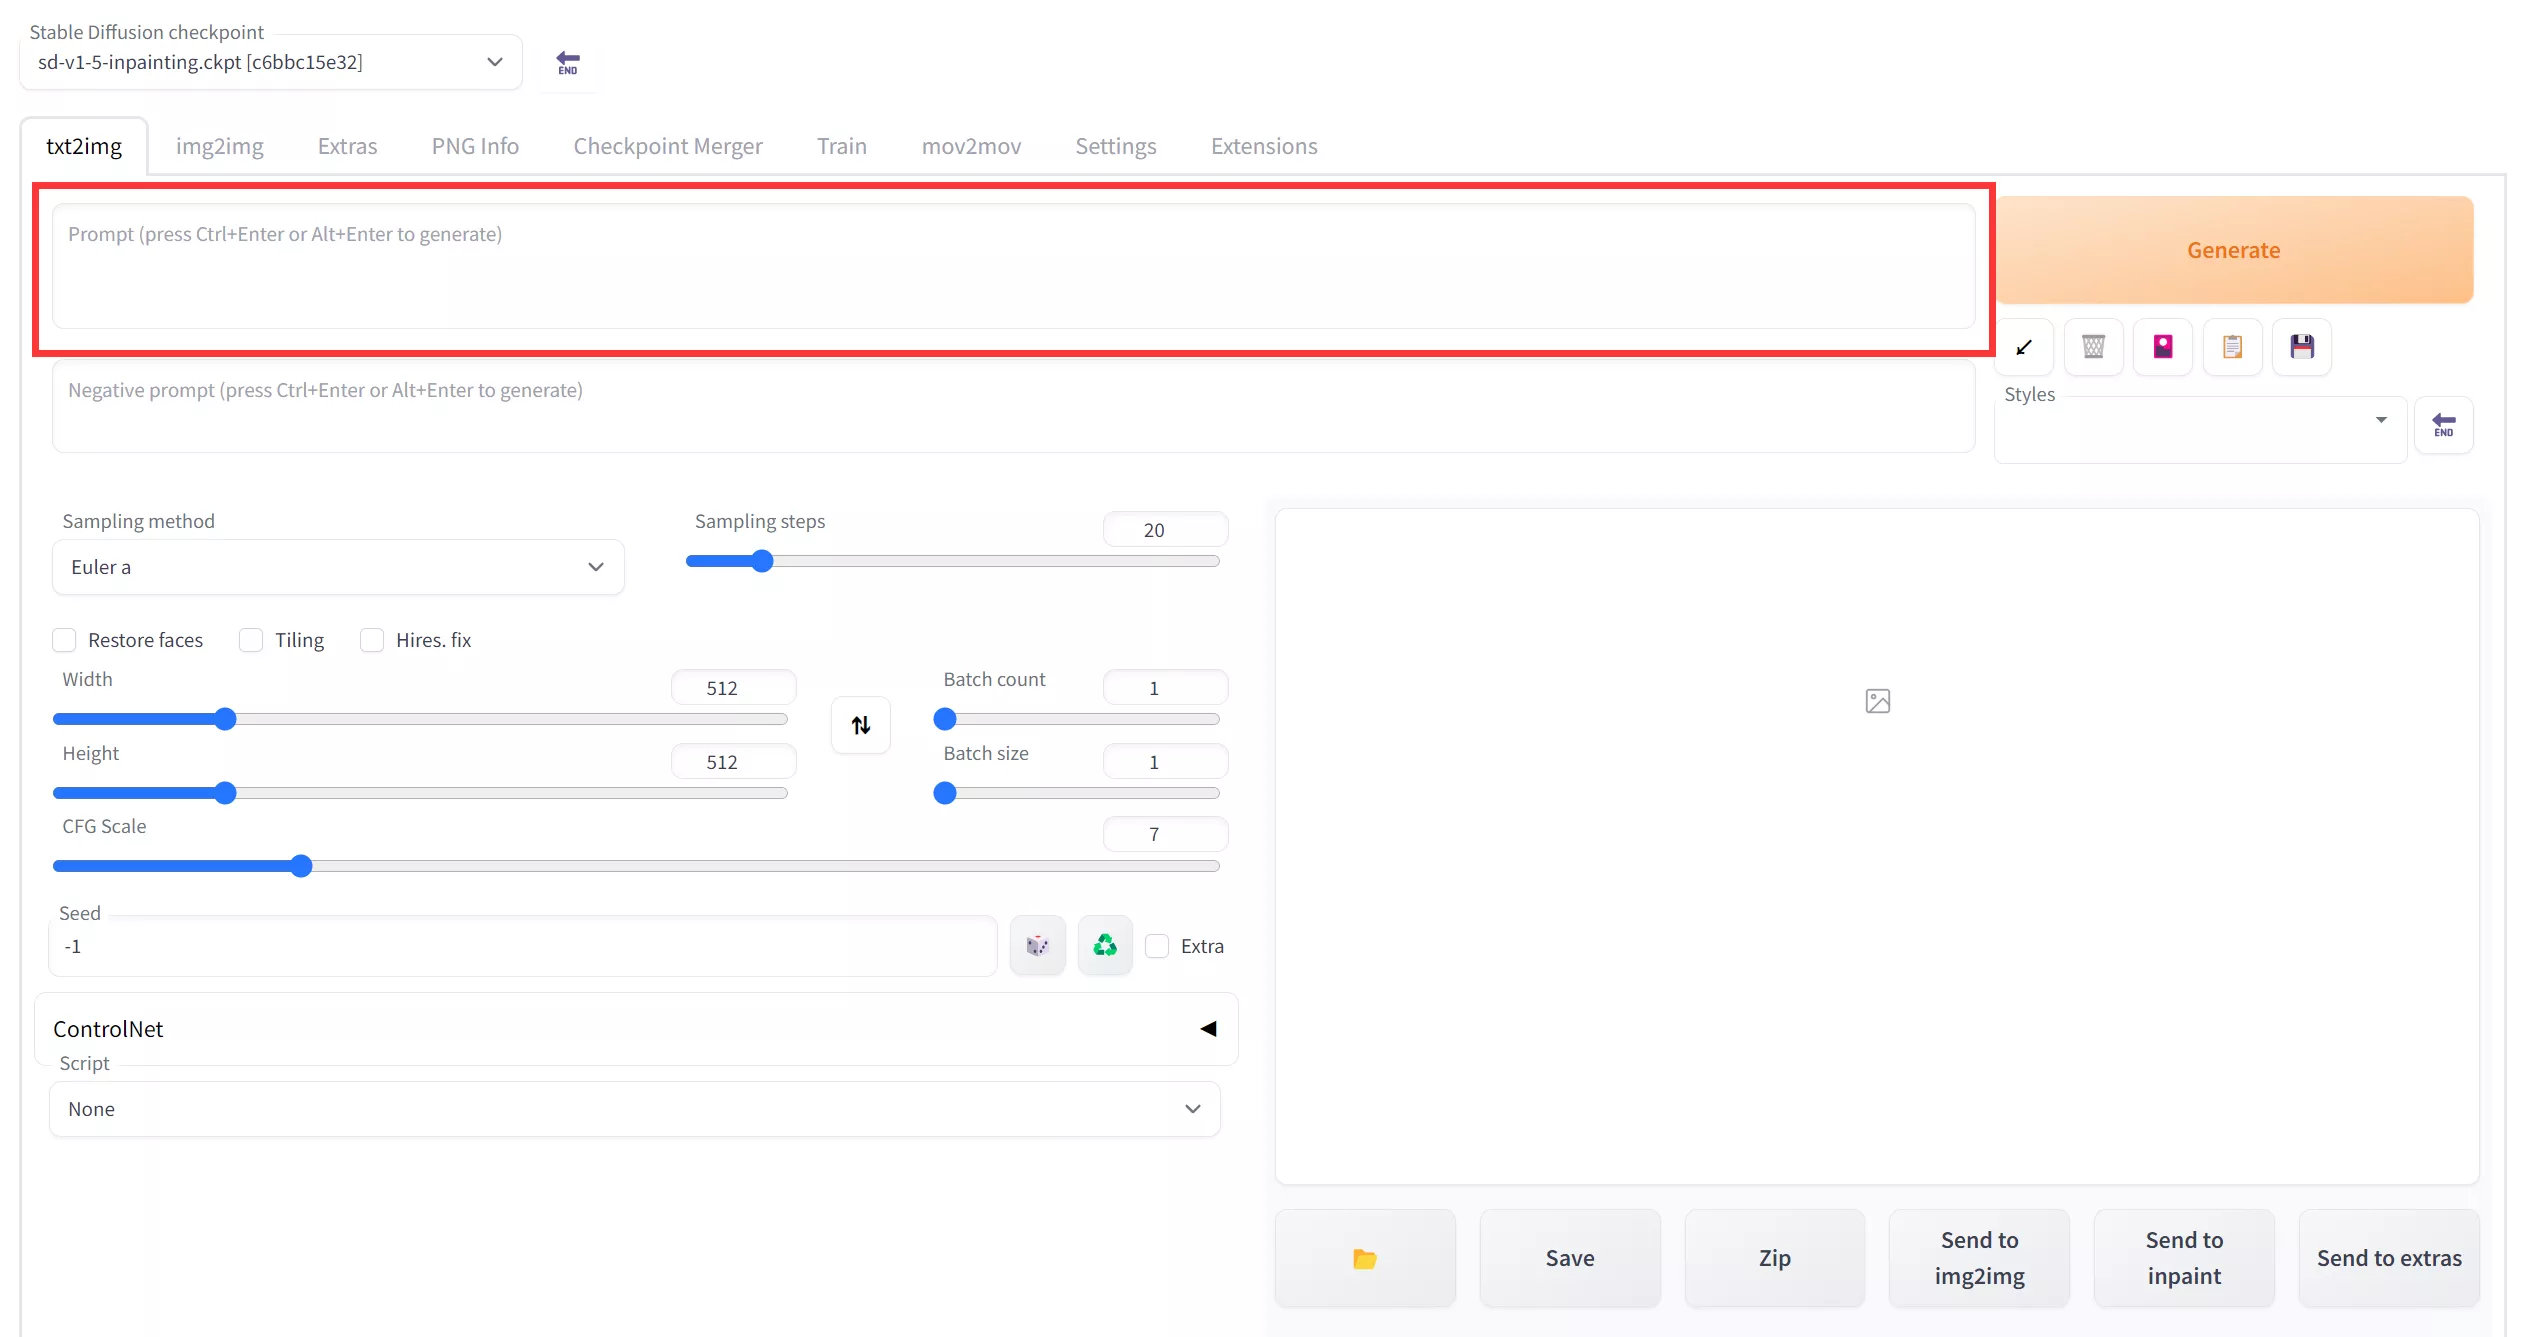 Stable Diffusion checkpoint
sd-v1-5-inpainting.ckpt [c6bbc15e32]
END
txt2img img2img Extras PNG Info Checkpoint Merger Train mov2mov Settings Extensions
Prompt (press Ctrl+Enter or Alt+Enter to generate)
Generate
Negative prompt (press Ctrl+Enter or Alt+Enter to generate)
Styles
END
Sampling method
Euler a
Sampling steps
20
Restore faces Tiling Hires. fix
Width
512
Batch count
1
Height
512
Batch size
1
CFG Scale
7
Seed
-1
Extra
ControlNet
Script
None
Save
Zip
Send to
img2img
Send to
inpaint
Send to extras